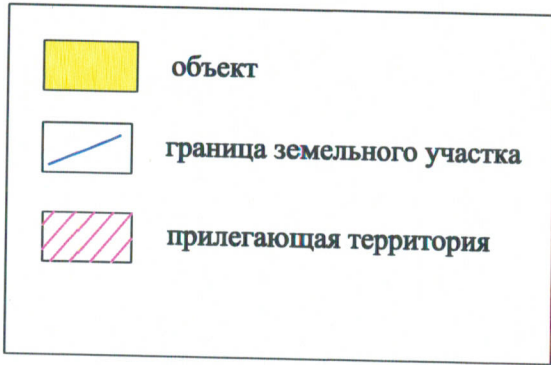 объект
граница земельного участка
прилегающая территория